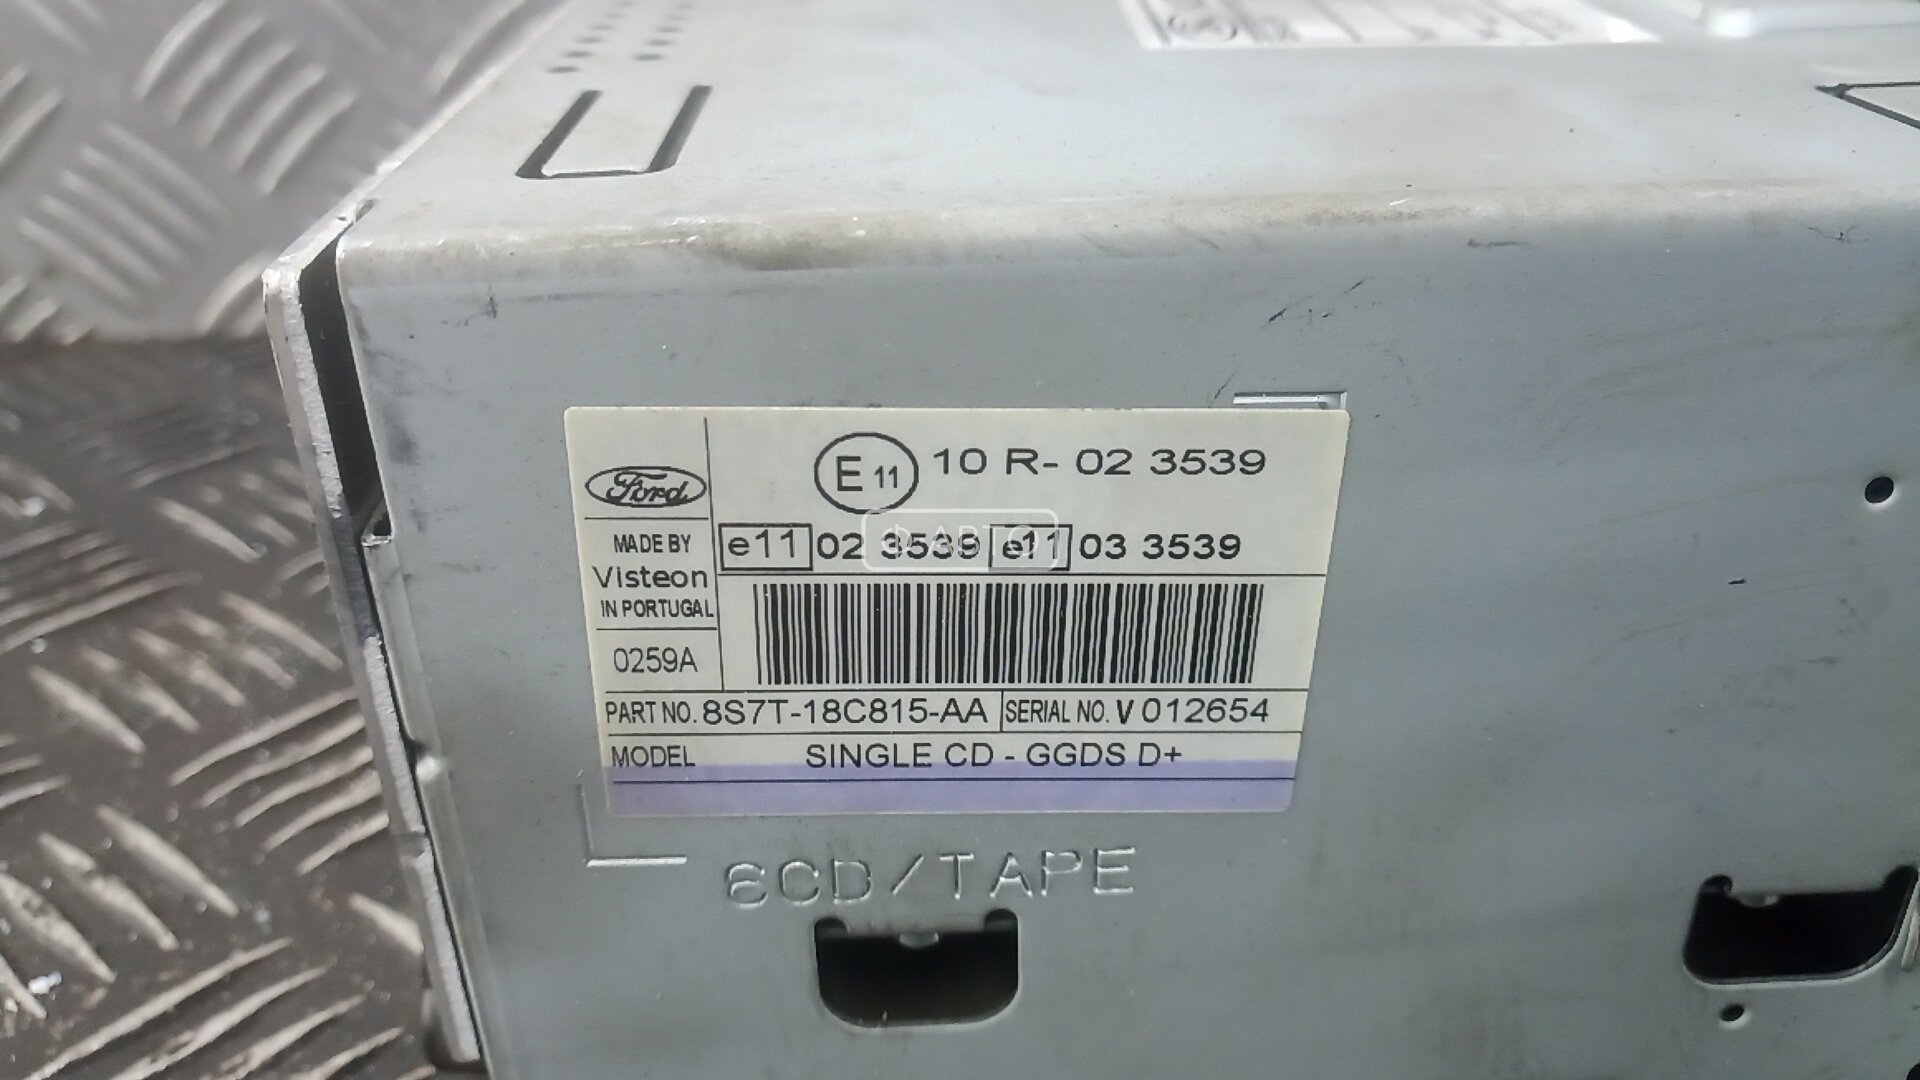 E 11 10 R- 02 3539
Ford
e11 02 3539 e11 03 3539
MADE BY
Visteon
IN PORTUGAL
0259A
PART NO. 8S7T-18C815-AA SERIAL NO. V 012654
MODEL SINGLE CD - GGDS D+
6CD/TAPE